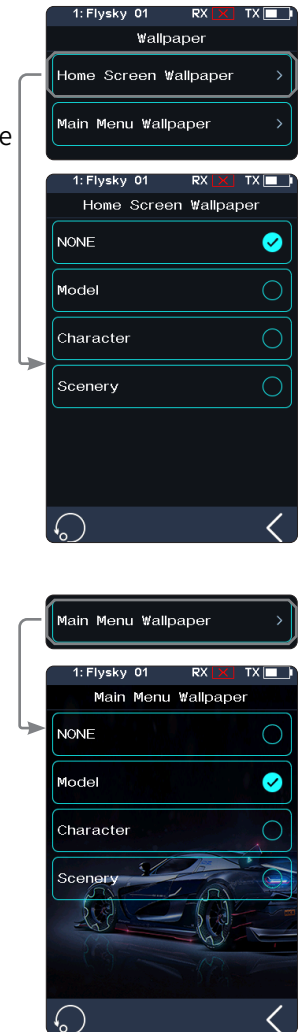 1: Flysky 01 RX TX
Wallpaper
Home Screen Wallpaper
e
Main Menu Wallpaper
1: Flysky 01 RX TX
Home Screen Wallpaper
NONE
Model
Character
Scenery
Main Menu Wallpaper
1: Flysky 01 RX TX
Main Menu Wallpaper
NONE
Model
Character
Scenery